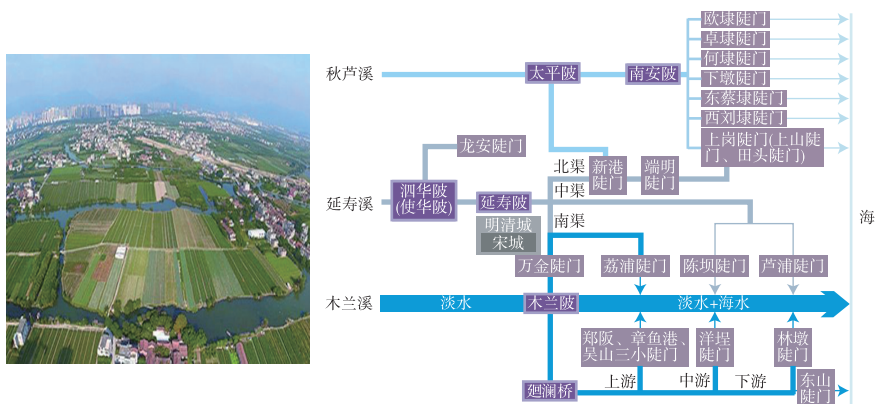 欧埭陡门
卓埭陡门
何埭陡门
下墩陡门
东蔡埭陡门
西刘埭陡门
上岗陡门(上山陡
门、田头陡门)
秋芦溪
太平陂
南安陂
龙安陡门
北渠
新港
陡门
端明
陡门
泗华陂
(使华陂)
延寿溪
延寿陂
中渠
南渠
明清城
宋城
海
万金陡门
荔浦陡门
陈坝陡门
芦浦陡门
木兰溪
淡水
木兰陂
淡水+海水
郑阪、章鱼港、
吴山三小陡门
洋埕
陡门
林墩
陡门
上游
中游
下游
东山
陡门
廻澜桥